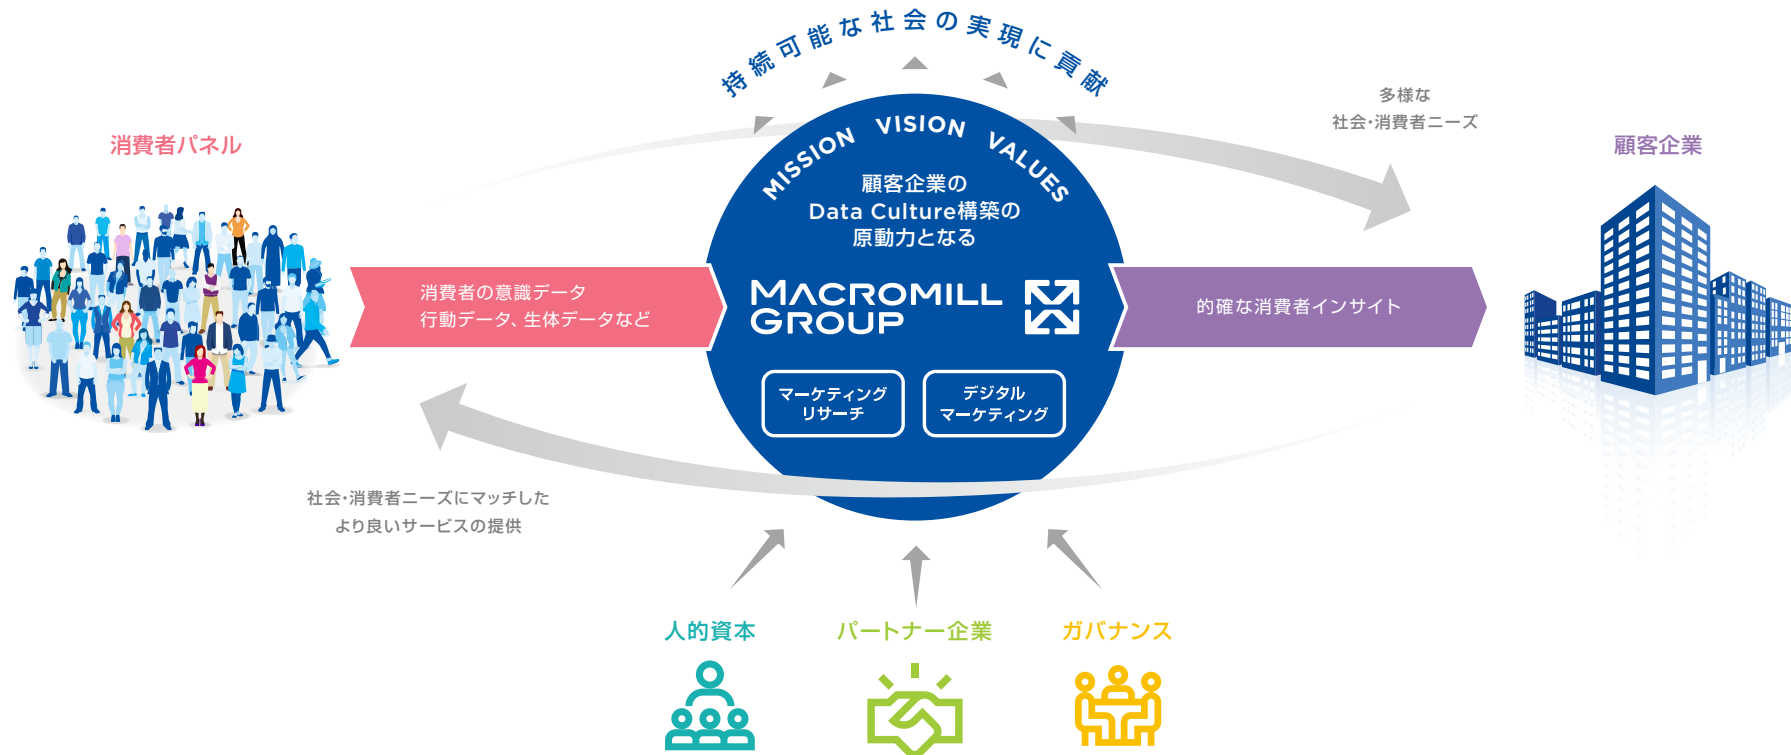 持続可能な社会の実現に貢献
多様な
社会・消費者ニーズ
消費者パネル
顧客企業
MISSION VISION VALUES
顧客企業の
Data Culture構築の
原動力となる
消費者の意識データ
行動データ、生体データなど
MACROMILL
GROUP
的確な消費者インサイト
マーケティング
リサーチ
デジタル
マーケティング
社会・消費者ニーズにマッチした
より良いサービスの提供
人的資本
パートナー企業
ガバナンス